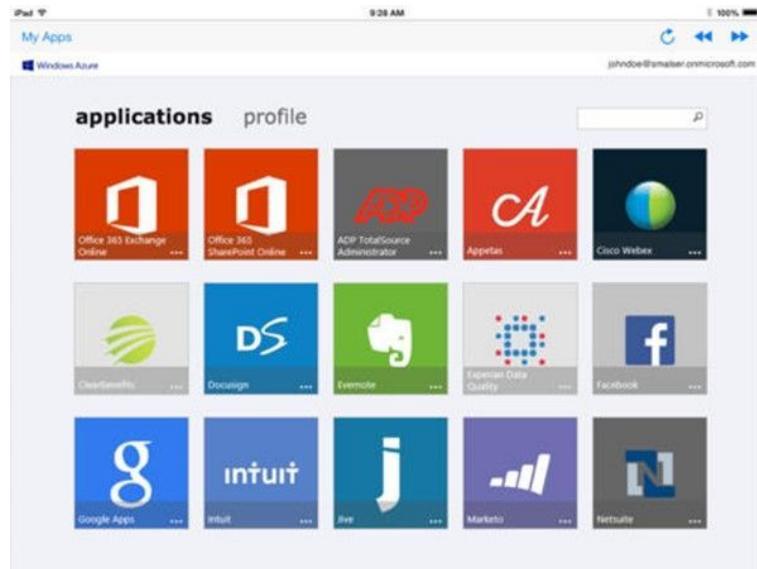 iPad 9:28 AM 100%
My Apps
Windows Azure johndoe@smalser.onmicrosoft.com
applications profile
ADP
A
DS
f
Office 365 Exchange
Online ...
Office 365
SharePoint Online ...
ADP TotalSource
Administrator ...
Appetas ...
Cisco Webex ...
ClearBenefits ...
Docusign ...
Evernote ...
Experian Data
Quality ...
Facebook ...
g
intuit
j
N
Google Apps ...
Intuit ...
Jive ...
Marketo ...
Netsuite ...